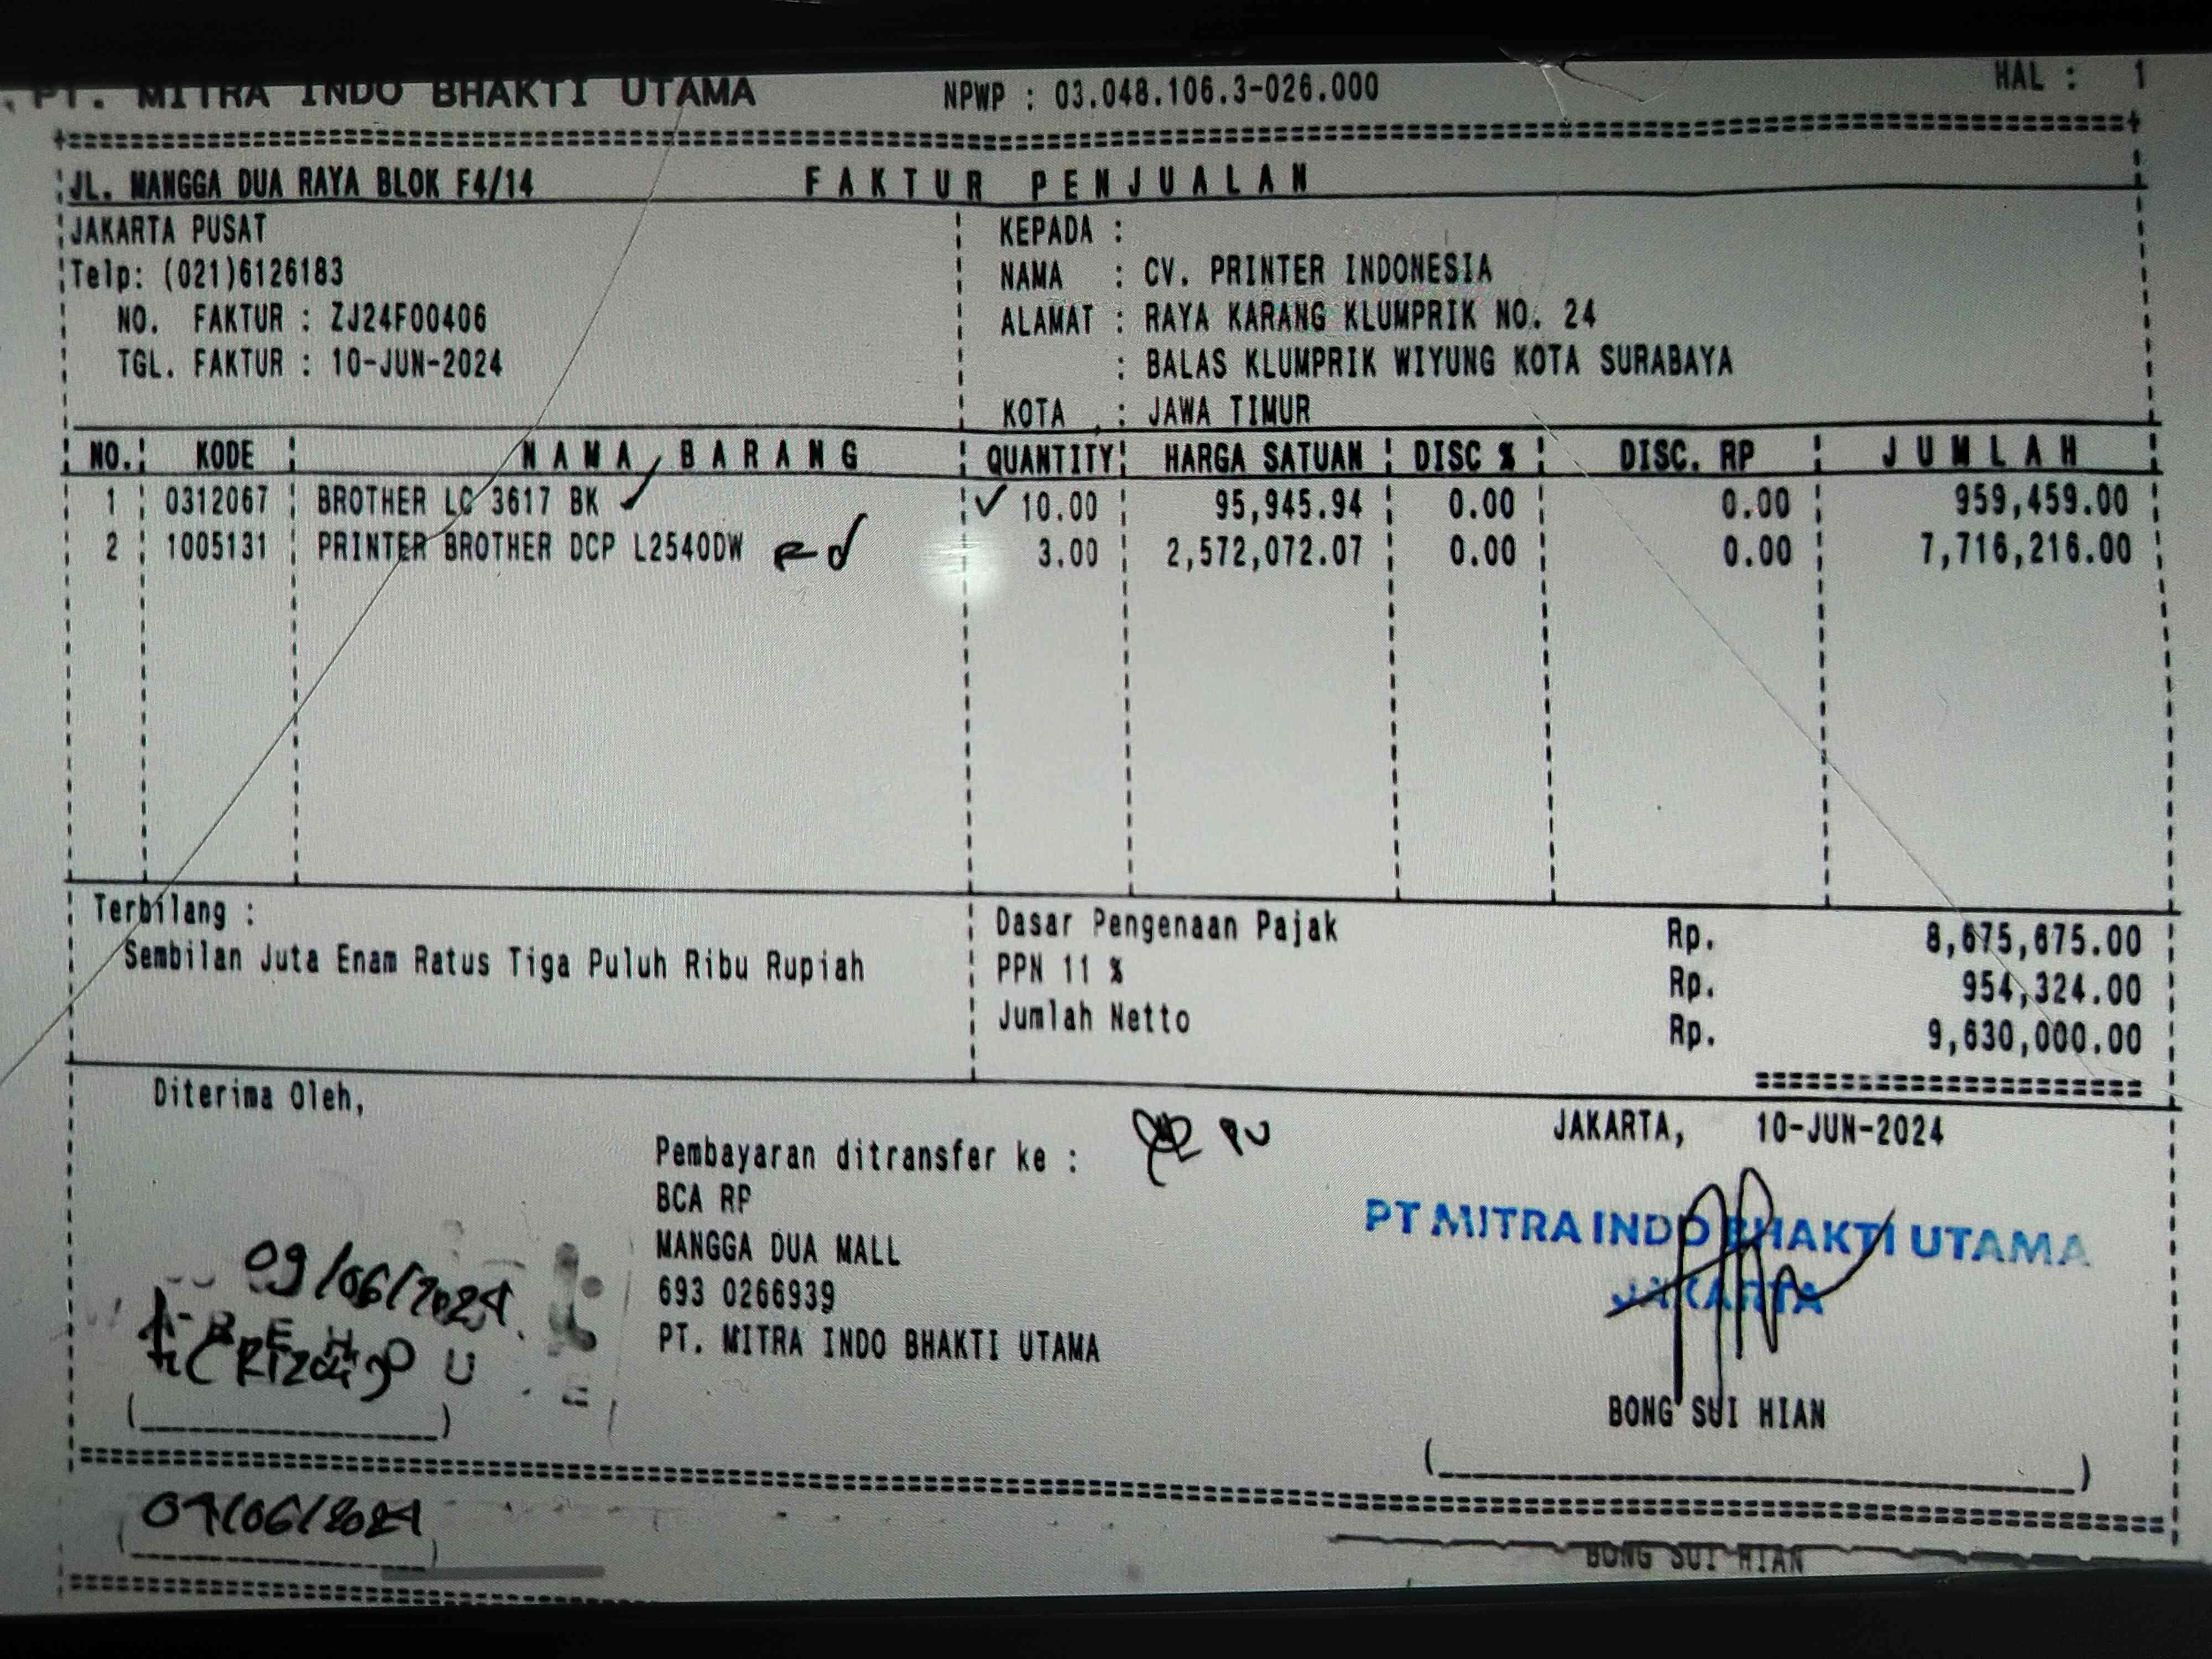 PT. MITRA INDO BHAKTI UTAMA NPWP : 03.048.106.3-026.000 HAL : 1
JL. MANGGA DUA RAYA BLOK F4/14 FAKTUR PENJUALAN
JAKARTA PUSAT KEPADA :
Telp: (021)6126183 NAMA : CV. PRINTER INDONESIA
NO. FAKTUR : ZJ24F00406 ALAMAT : RAYA KARANG KLUMPRIK NO. 24
TGL. FAKTUR : 10-JUN-2024 : BALAS KLUMPRIK WIYUNG KOTA SURABAYA
KOTA : JAWA TIMUR
NO. KODE NAMA BARANG QUANTITY HARGA SATUAN DISC % DISC. RP JUMLAH
1 0312067 BROTHER LC 3617 BK ✓ ✓ 10.00 95,945.94 0.00 0.00 959,459.00
2 1005131 PRINTER BROTHER DCP L2540DW 3.00 2,572,072.07 0.00 0.00 7,716,216.00
Terbilang : Dasar Pengenaan Pajak Rp. 8,675,675.00
Sembilan Juta Enam Ratus Tiga Puluh Ribu Rupiah PPN 11 % Rp. 954,324.00
Jumlah Netto Rp. 9,630,000.00
Diterima Oleh,
JAKARTA, 10-JUN-2024
Pembayaran ditransfer ke :
BCA RP
MANGGA DUA MALL
693 0266939
PT. MITRA INDO BHAKTI UTAMA
PT MITRA INDO BHAKTI UTAMA
JAKARTA
09/06/2024
BONG SUI HIAN
09/06/2024
BONG SUI HIAN